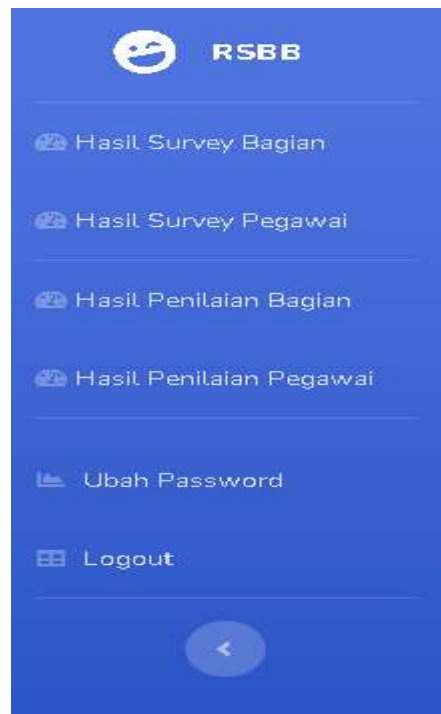 RSBB
Hasil Survey Bagian
Hasil Survey Pegawai
Hasil Penilaian Bagian
Hasil Penilaian Pegawai
Ubah Password
Logout